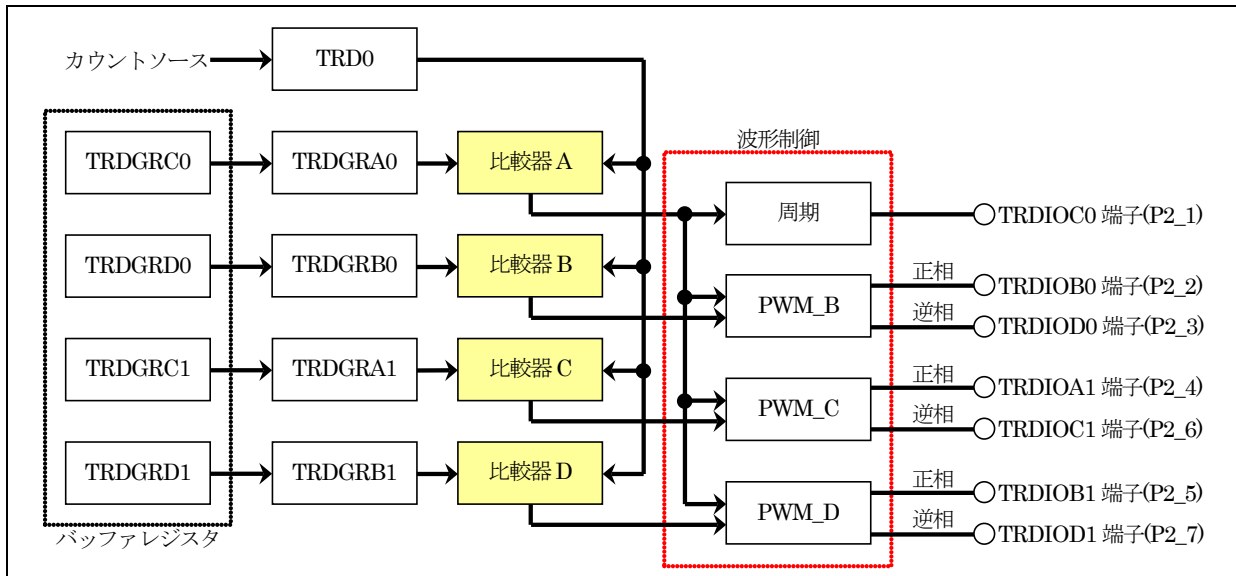 カウントソース
TRD0
TRDGRC0
TRDGRA0
比較器 A
波形制御
周期
TRDIOC0 端子(P2_1)
TRDGRD0
TRDGRB0
比較器 B
PWM_B
正相
TRDIOB0 端子(P2_2)
逆相
TRDIOD0 端子(P2_3)
TRDGRC1
TRDGRA1
比較器 C
PWM_C
正相
TRDIOA1 端子(P2_4)
逆相
TRDIOC1 端子(P2_6)
TRDGRD1
TRDGRB1
比較器 D
PWM_D
正相
TRDIOB1 端子(P2_5)
逆相
TRDIOD1 端子(P2_7)
バッファレジスタ